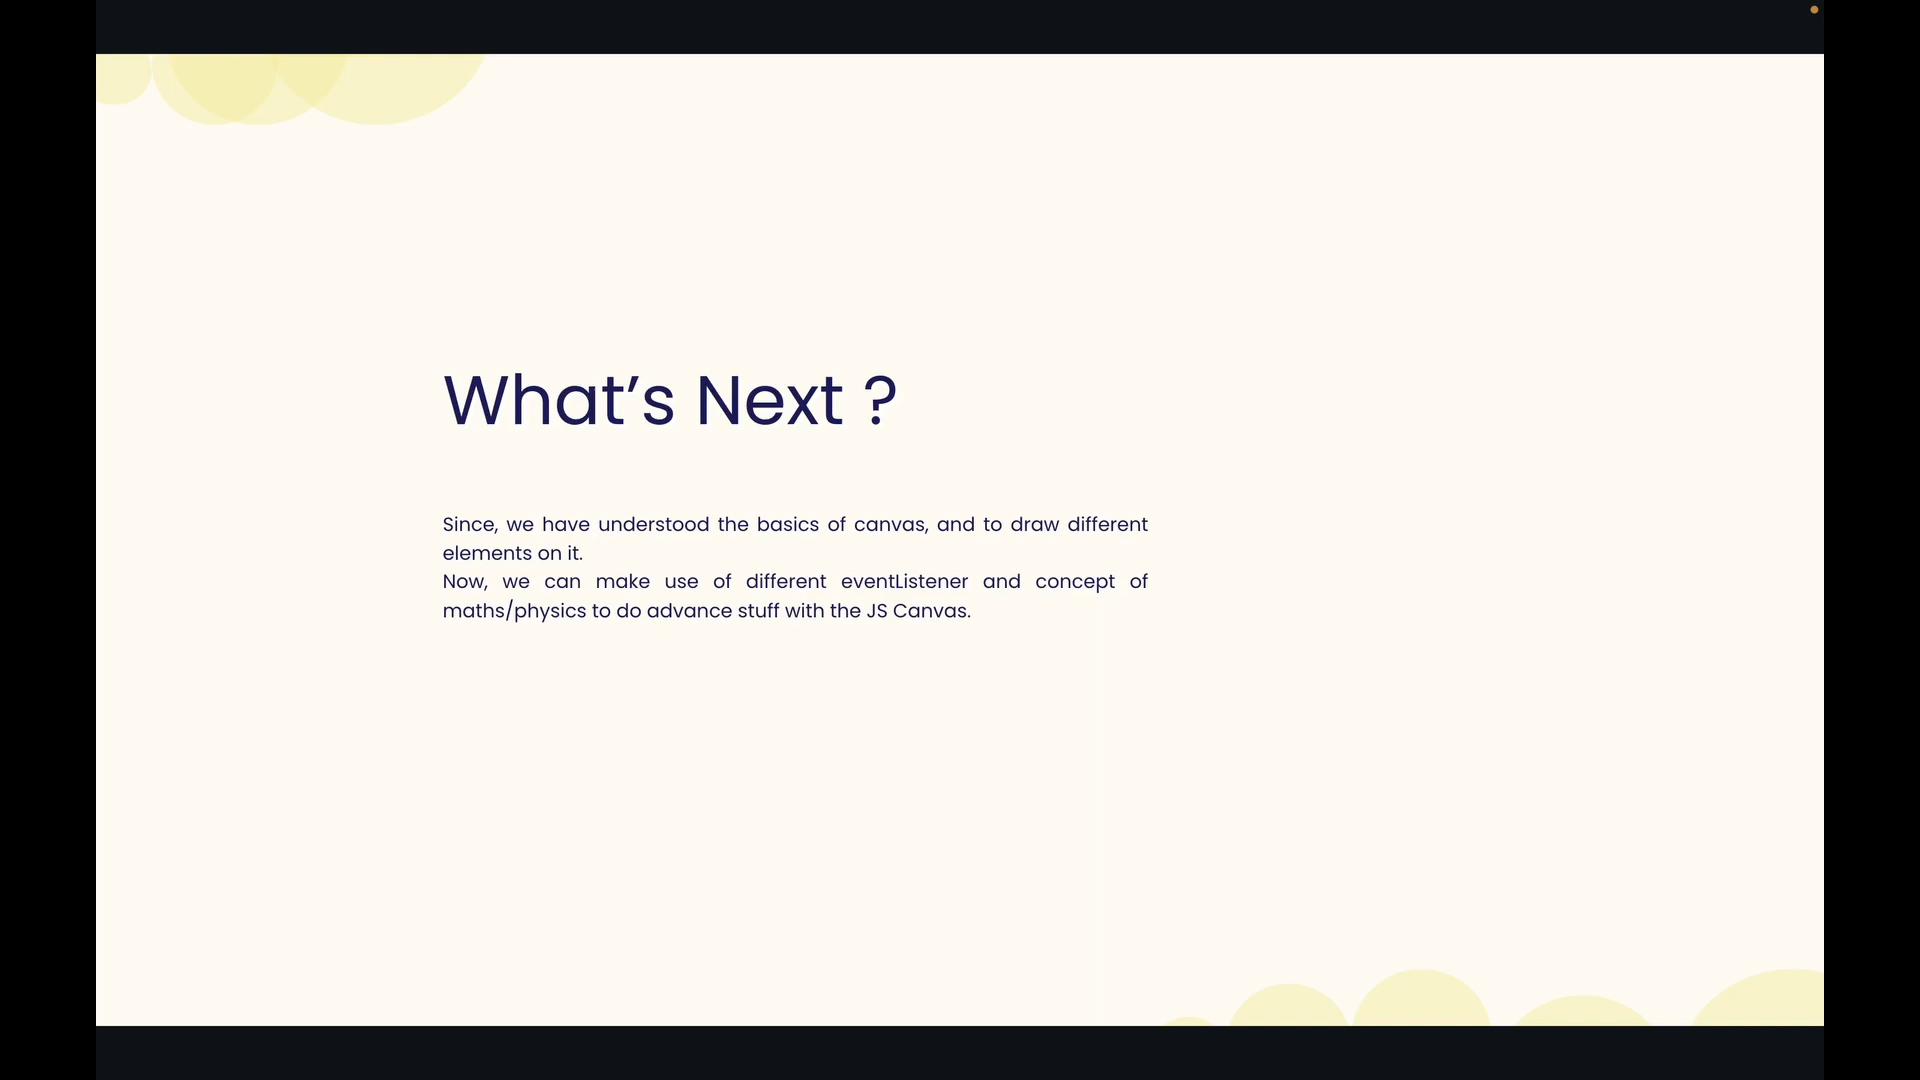 What’s Next ?
Since, we have understood the basics of canvas, and to draw different
elements on it.
Now, we can make use of different eventListener and concept of
maths/physics to do advance stuff with the JS Canvas.